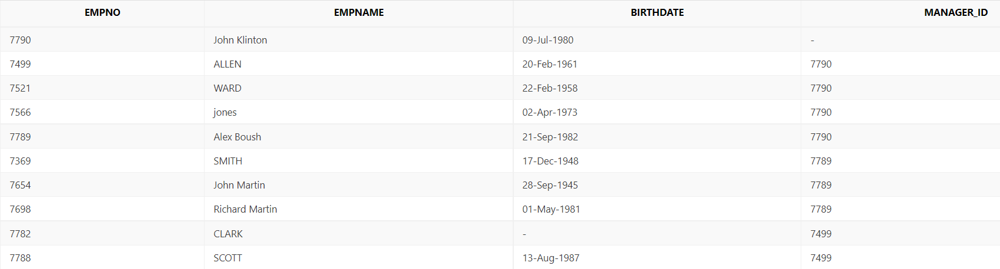 EMPNO EMPNAME BIRTHDATE MANAGER_ID
7790 John Klinton 09-Jul-1980 -
7499 ALLEN 20-Feb-1961 7790
7521 WARD 22-Feb-1958 7790
7566 jones 02-Apr-1973 7790
7789 Alex Boush 21-Sep-1982 7790
7369 SMITH 17-Dec-1948 7789
7654 John Martin 28-Sep-1945 7789
7698 Richard Martin 01-May-1981 7789
7782 CLARK - 7499
7788 SCOTT 13-Aug-1987 7499